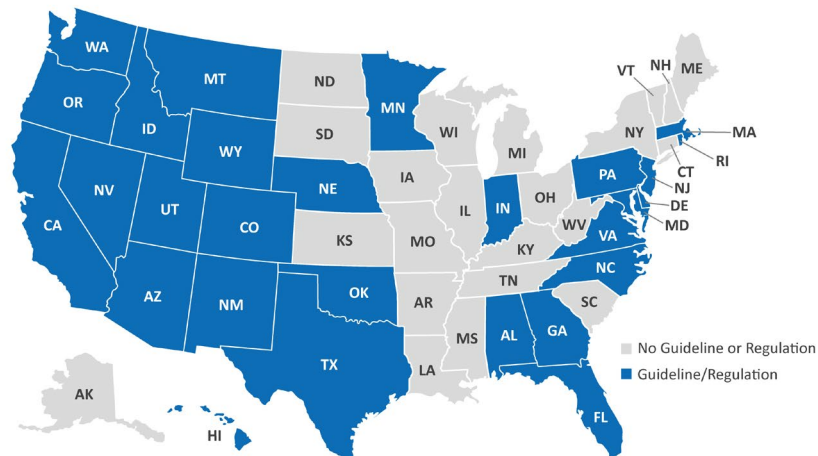 WA
MT
ND
MN
VT
NH
ME
OR
ID
SD
WI
NY
MA
WY
MI
RI
CT
NV
UT
NE
IA
PA
NJ
CA
CO
IL
IN
OH
DE
KS
MO
WV
VA
MD
KY
AZ
NM
OK
AR
TN
NC
SC
TX
MS
AL
GA
LA
No Guideline or Regulation
Guideline/Regulation
AK
HI
FL